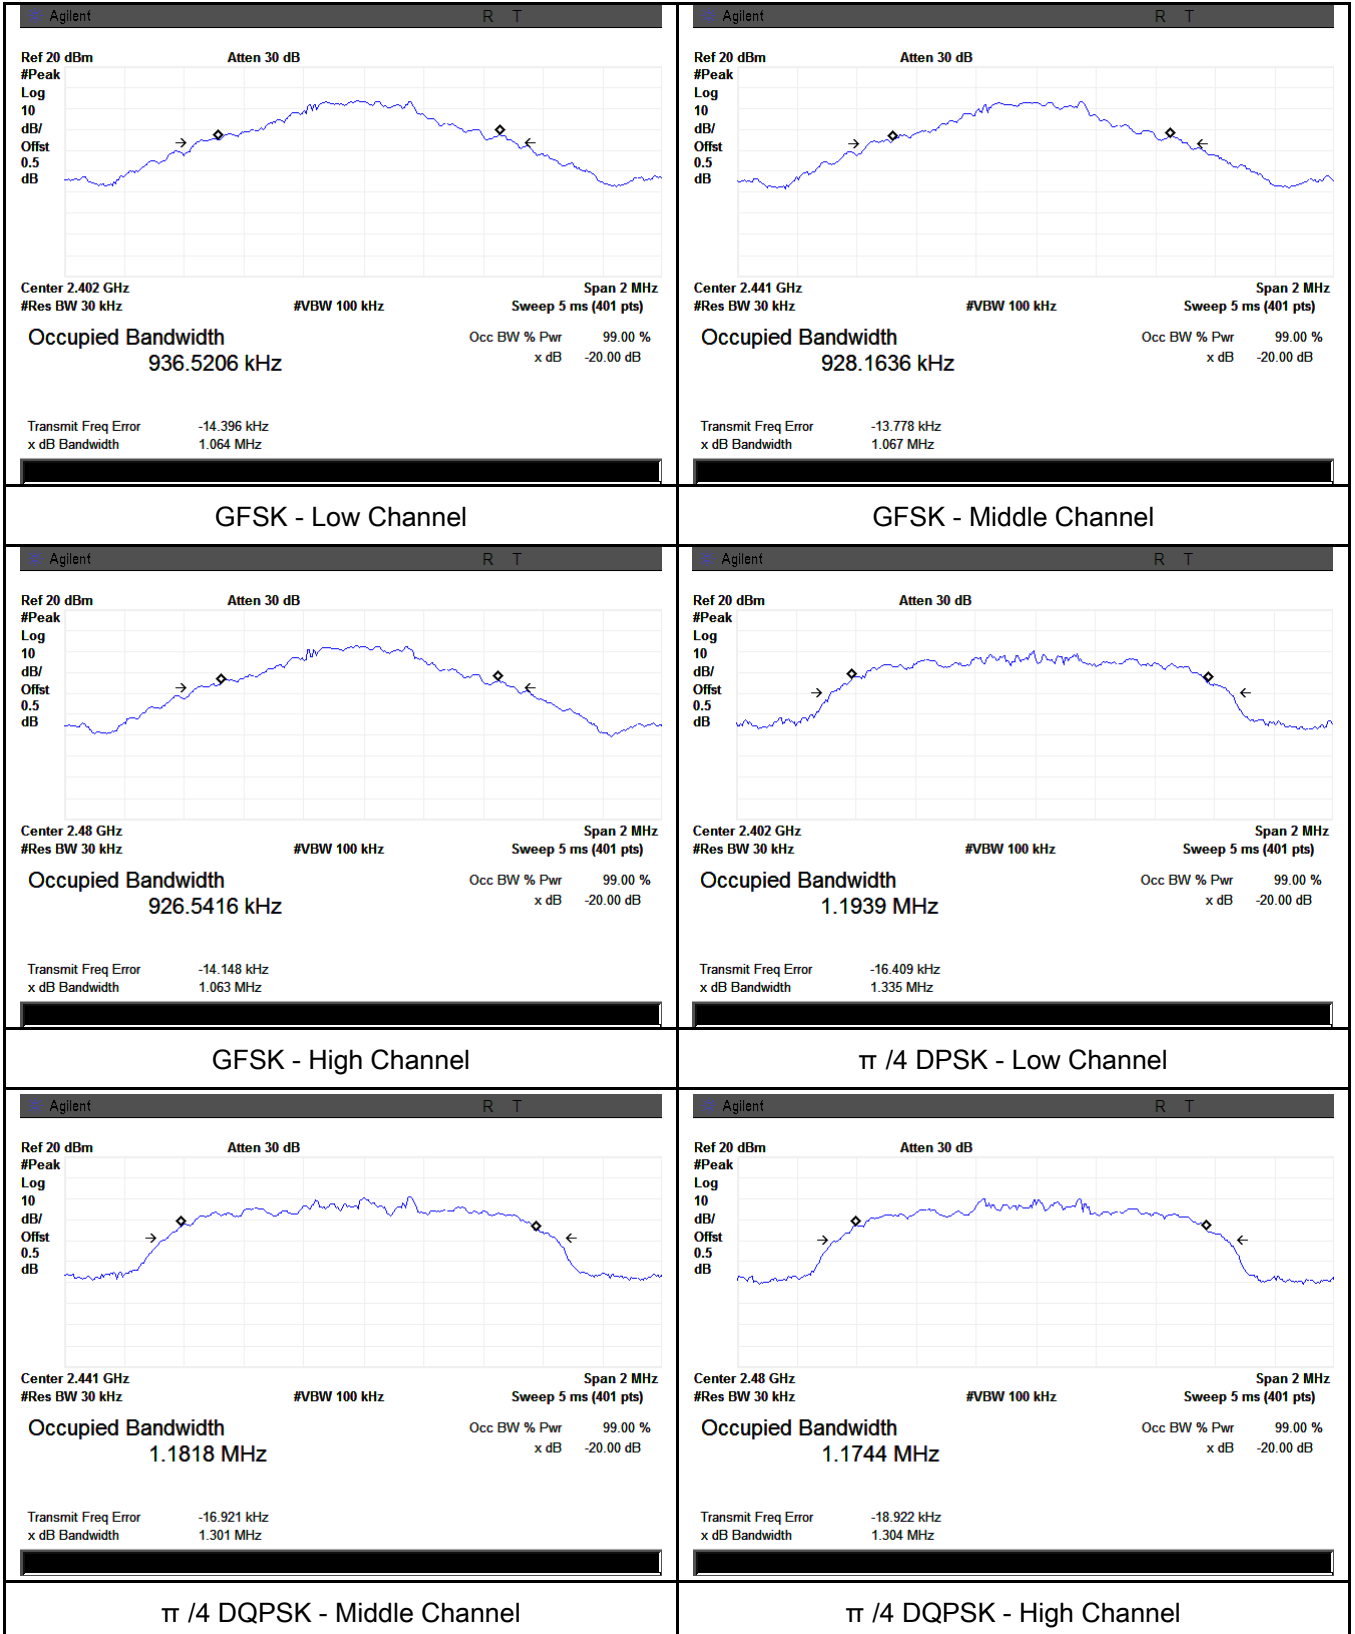 Agilent R T
Ref 20 dBm Atten 30 dB
#Peak
Log
10
dB/
Offst
0.5
dB
Center 2.402 GHz Span 2 MHz
#Res BW 30 kHz #VBW 100 kHz Sweep 5 ms (401 pts)
Occupied Bandwidth Occ BW % Pwr 99.00 %
936.5206 kHz x dB -20.00 dB
Transmit Freq Error -14.396 kHz
x dB Bandwidth 1.064 MHz
GFSK - Low Channel
Agilent R T
Ref 20 dBm Atten 30 dB
#Peak
Log
10
dB/
Offst
0.5
dB
Center 2.441 GHz Span 2 MHz
#Res BW 30 kHz #VBW 100 kHz Sweep 5 ms (401 pts)
Occupied Bandwidth Occ BW % Pwr 99.00 %
928.1636 kHz x dB -20.00 dB
Transmit Freq Error -13.778 kHz
x dB Bandwidth 1.067 MHz
GFSK - Middle Channel
Agilent R T
Ref 20 dBm Atten 30 dB
#Peak
Log
10
dB/
Offst
0.5
dB
Center 2.48 GHz Span 2 MHz
#Res BW 30 kHz #VBW 100 kHz Sweep 5 ms (401 pts)
Occupied Bandwidth Occ BW % Pwr 99.00 %
926.5416 kHz x dB -20.00 dB
Transmit Freq Error -14.148 kHz
x dB Bandwidth 1.063 MHz
GFSK - High Channel
Agilent R T
Ref 20 dBm Atten 30 dB
#Peak
Log
10
dB/
Offst
0.5
dB
Center 2.402 GHz Span 2 MHz
#Res BW 30 kHz #VBW 100 kHz Sweep 5 ms (401 pts)
Occupied Bandwidth Occ BW % Pwr 99.00 %
1.1939 MHz x dB -20.00 dB
Transmit Freq Error -16.409 kHz
x dB Bandwidth 1.335 MHz
π /4 DPSK - Low Channel
Agilent R T
Ref 20 dBm Atten 30 dB
#Peak
Log
10
dB/
Offst
0.5
dB
Center 2.441 GHz Span 2 MHz
#Res BW 30 kHz #VBW 100 kHz Sweep 5 ms (401 pts)
Occupied Bandwidth Occ BW % Pwr 99.00 %
1.1818 MHz x dB -20.00 dB
Transmit Freq Error -16.921 kHz
x dB Bandwidth 1.301 MHz
π /4 DQPSK - Middle Channel
Agilent R T
Ref 20 dBm Atten 30 dB
#Peak
Log
10
dB/
Offst
0.5
dB
Center 2.48 GHz Span 2 MHz
#Res BW 30 kHz #VBW 100 kHz Sweep 5 ms (401 pts)
Occupied Bandwidth Occ BW % Pwr 99.00 %
1.1744 MHz x dB -20.00 dB
Transmit Freq Error -18.922 kHz
x dB Bandwidth 1.304 MHz
π /4 DQPSK - High Channel